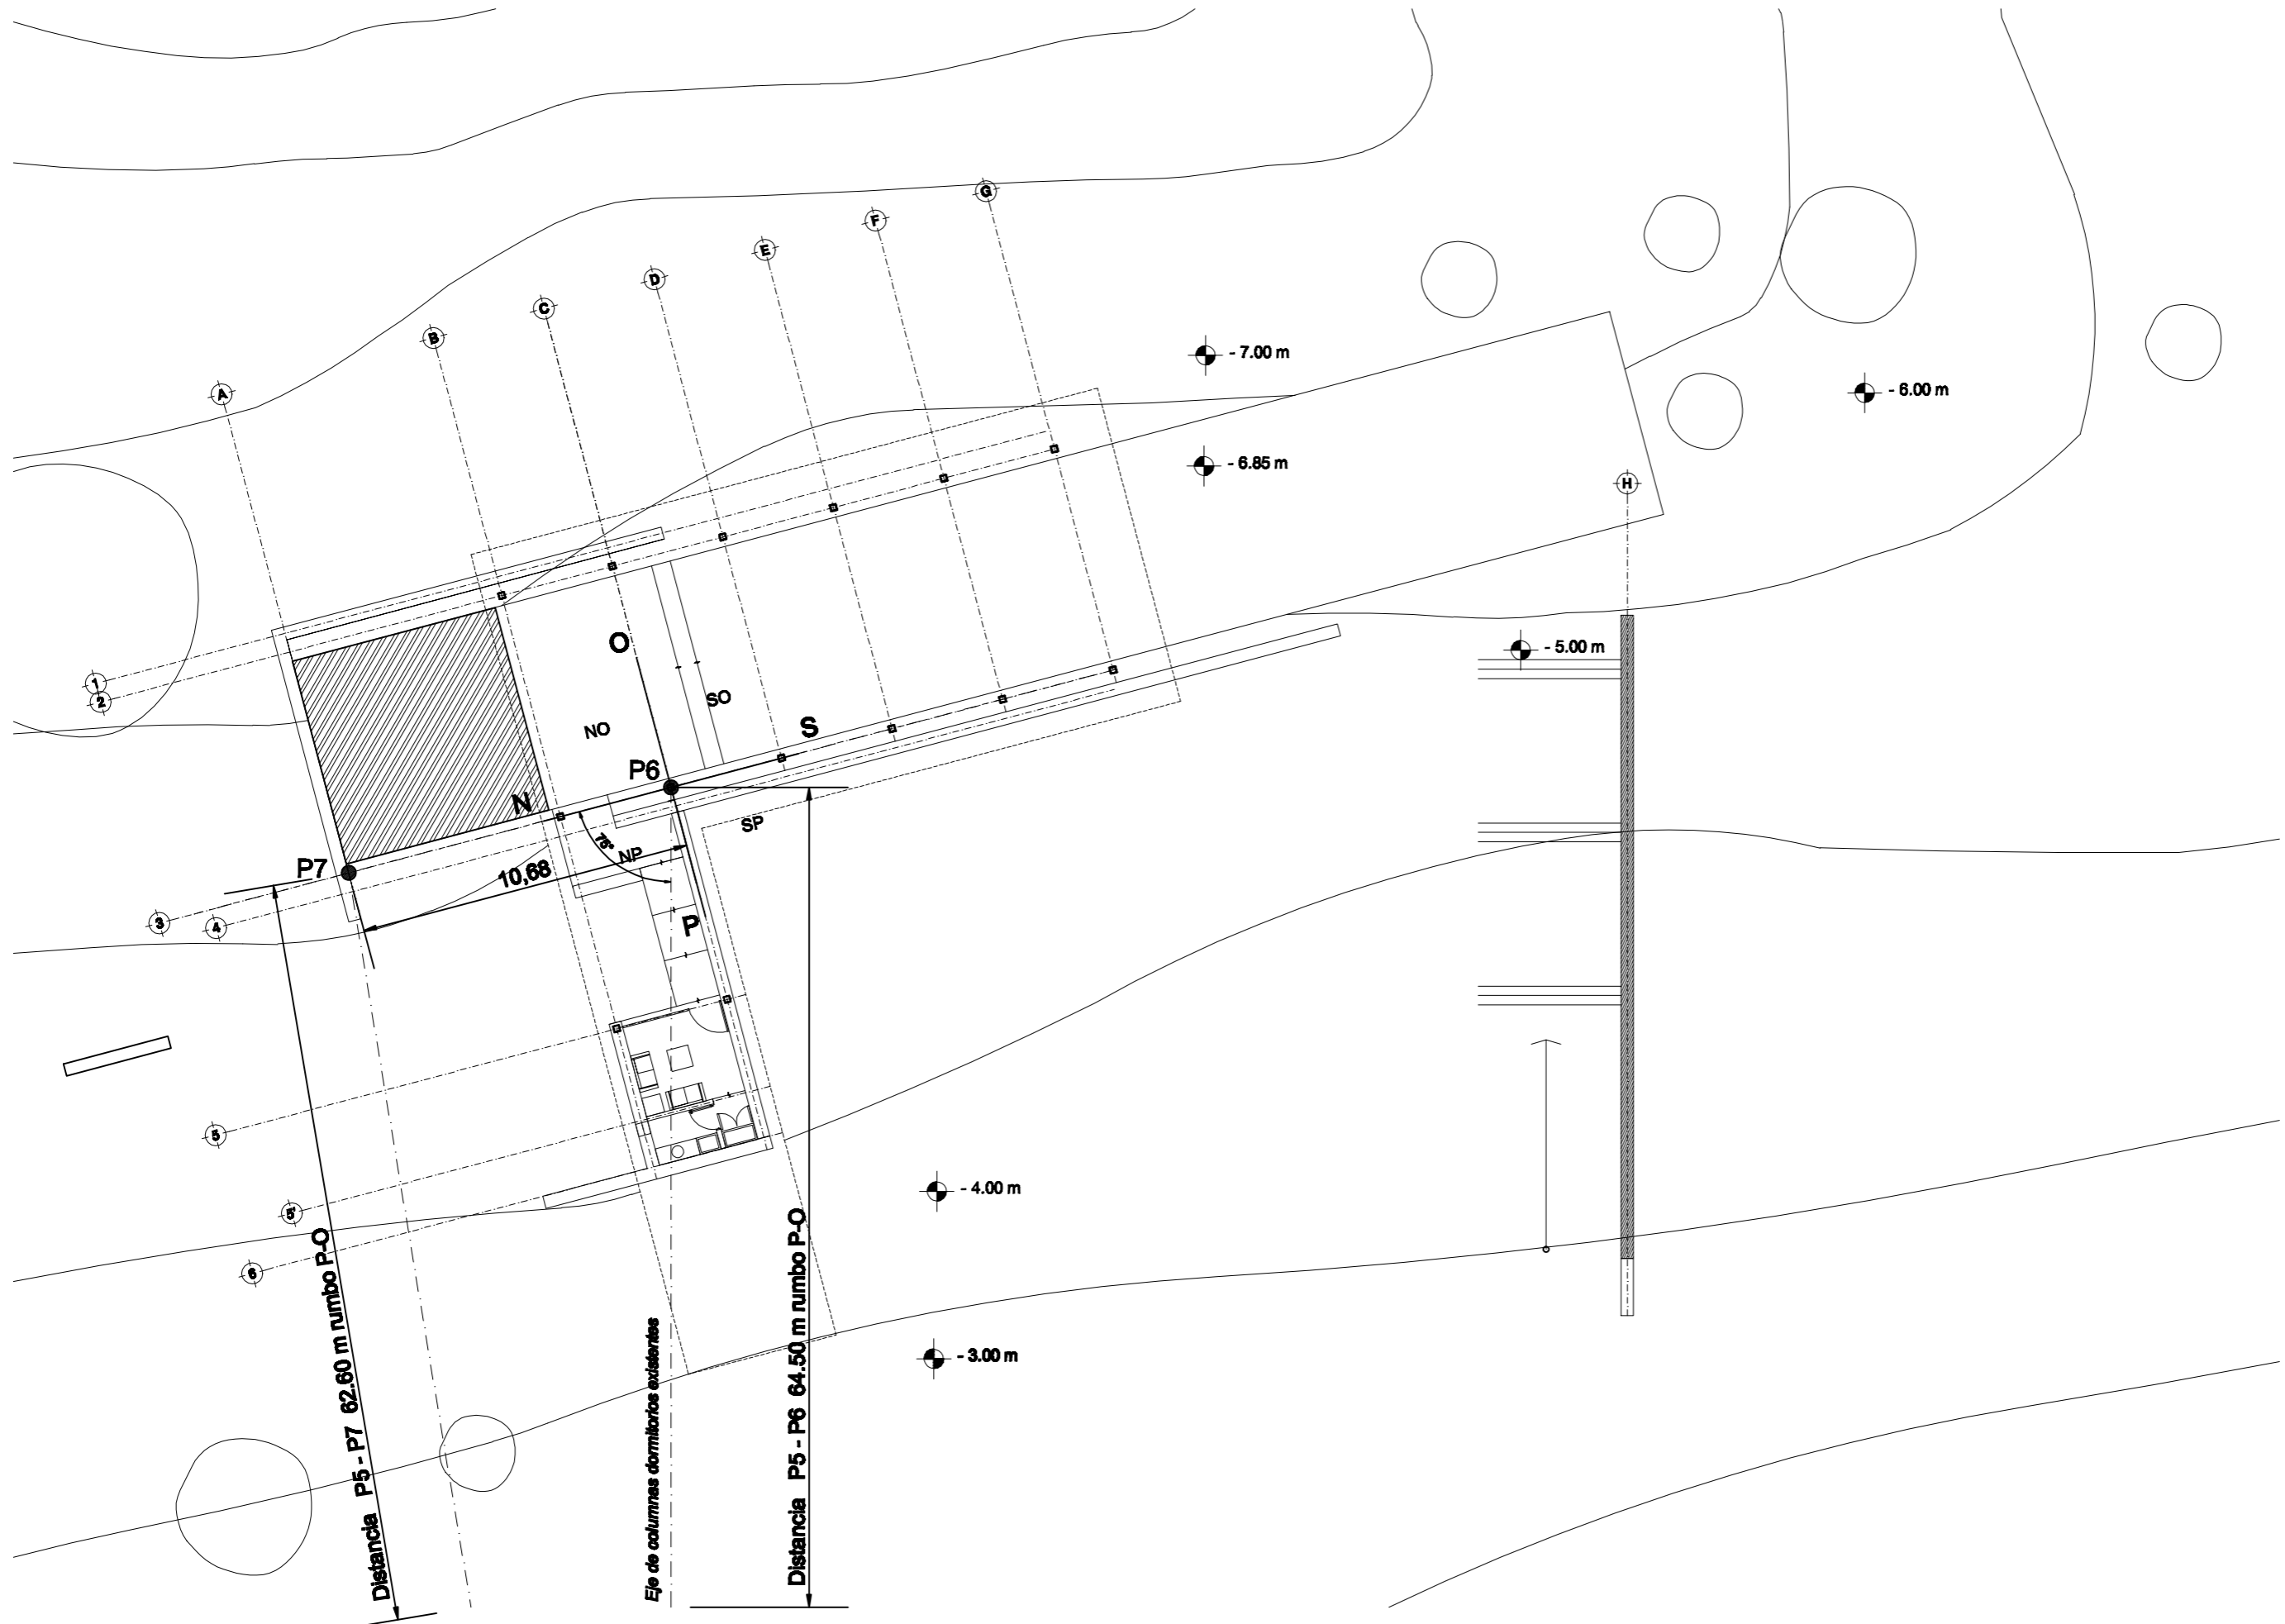 G
F
E
D
C
B
A
- 7.00 m
- 6.00 m
- 6.85 m
H
- 5.00 m
O
SO
NO
S
1
2
P6
N
SP
75°
NP
P7
10,68
3
4
P
5
5'
6
- 4.00 m
- 3.00 m
Distancia P5 - P7 62.60 m rumbo P-O
Eje de columnas dormitorios existentes
Distancia P5 - P6 64.50 m rumbo P-O